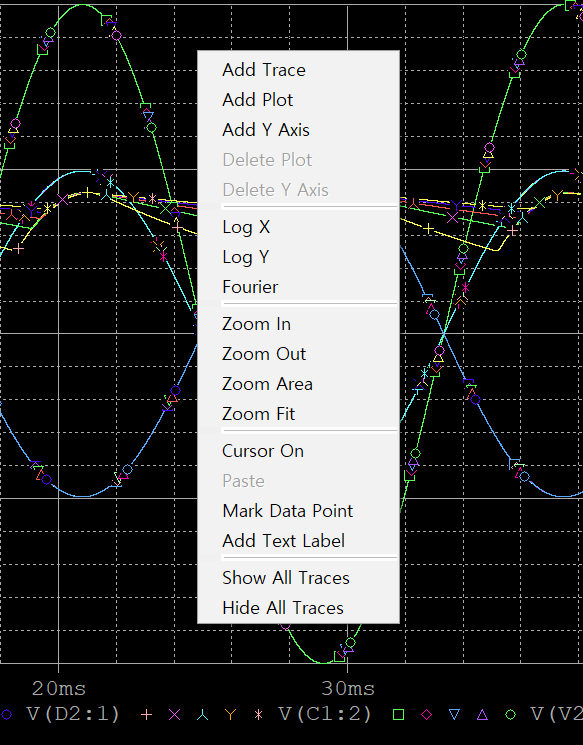 Add Trace
Add Plot
Add Y Axis
Delete Plot
Delete Y Axis
Log X
Log Y
Fourier
Zoom In
Zoom Out
Zoom Area
Zoom Fit
Cursor On
Paste
Mark Data Point
Add Text Label
Show All Traces
Hide All Traces
20ms 30ms
V(D2:1) V(C1:2) V(V2